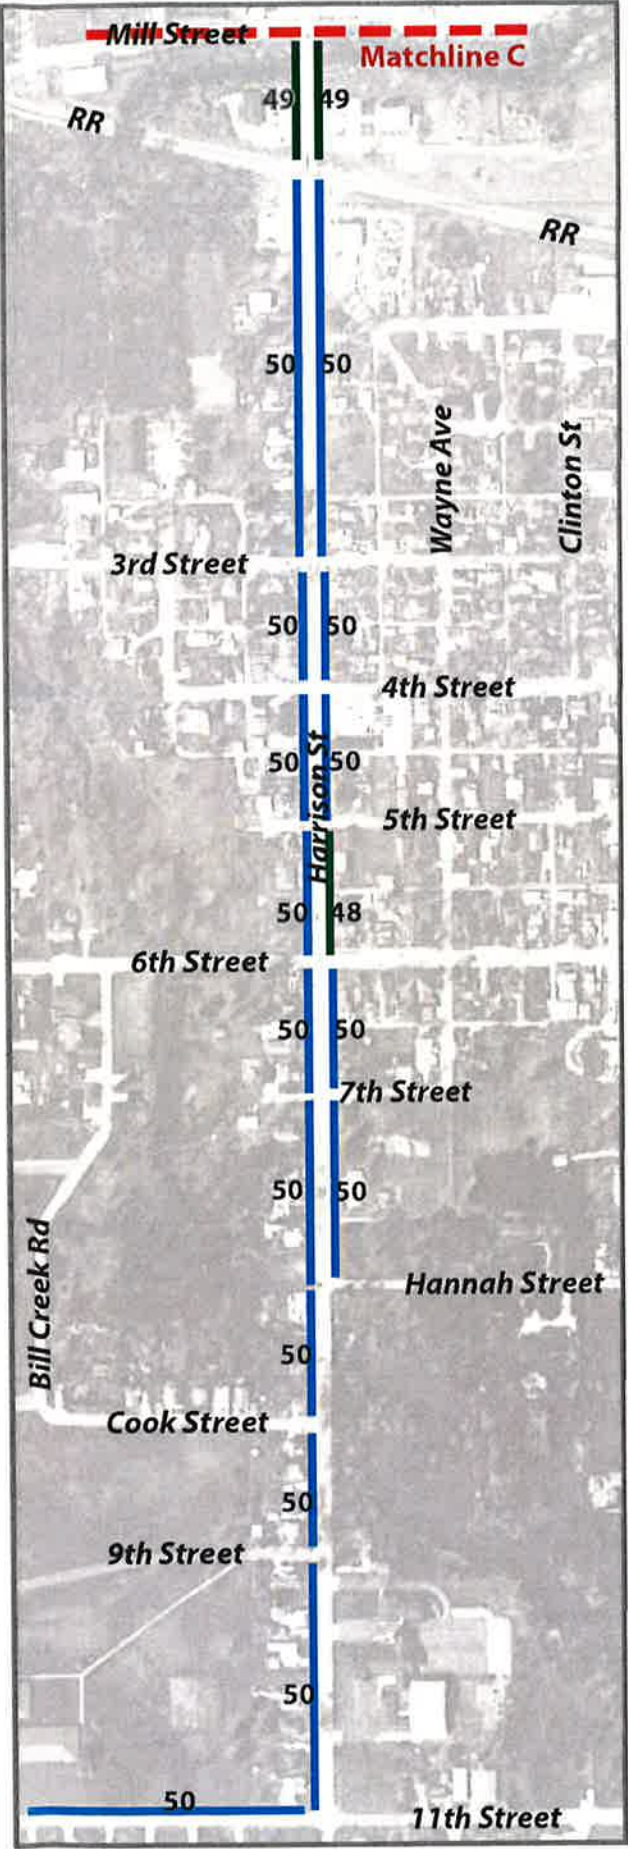 Mill Street
Matchline C
49 49
RR
RR
50 50
Wayne Ave
Clinton St
3rd Street
50 50
4th Street
Harrison St
50 50
5th Street
50 48
6th Street
50 50
7th Street
50 50
Bill Creek Rd
Hannah Street
50
Cook Street
50
9th Street
50
50
11th Street